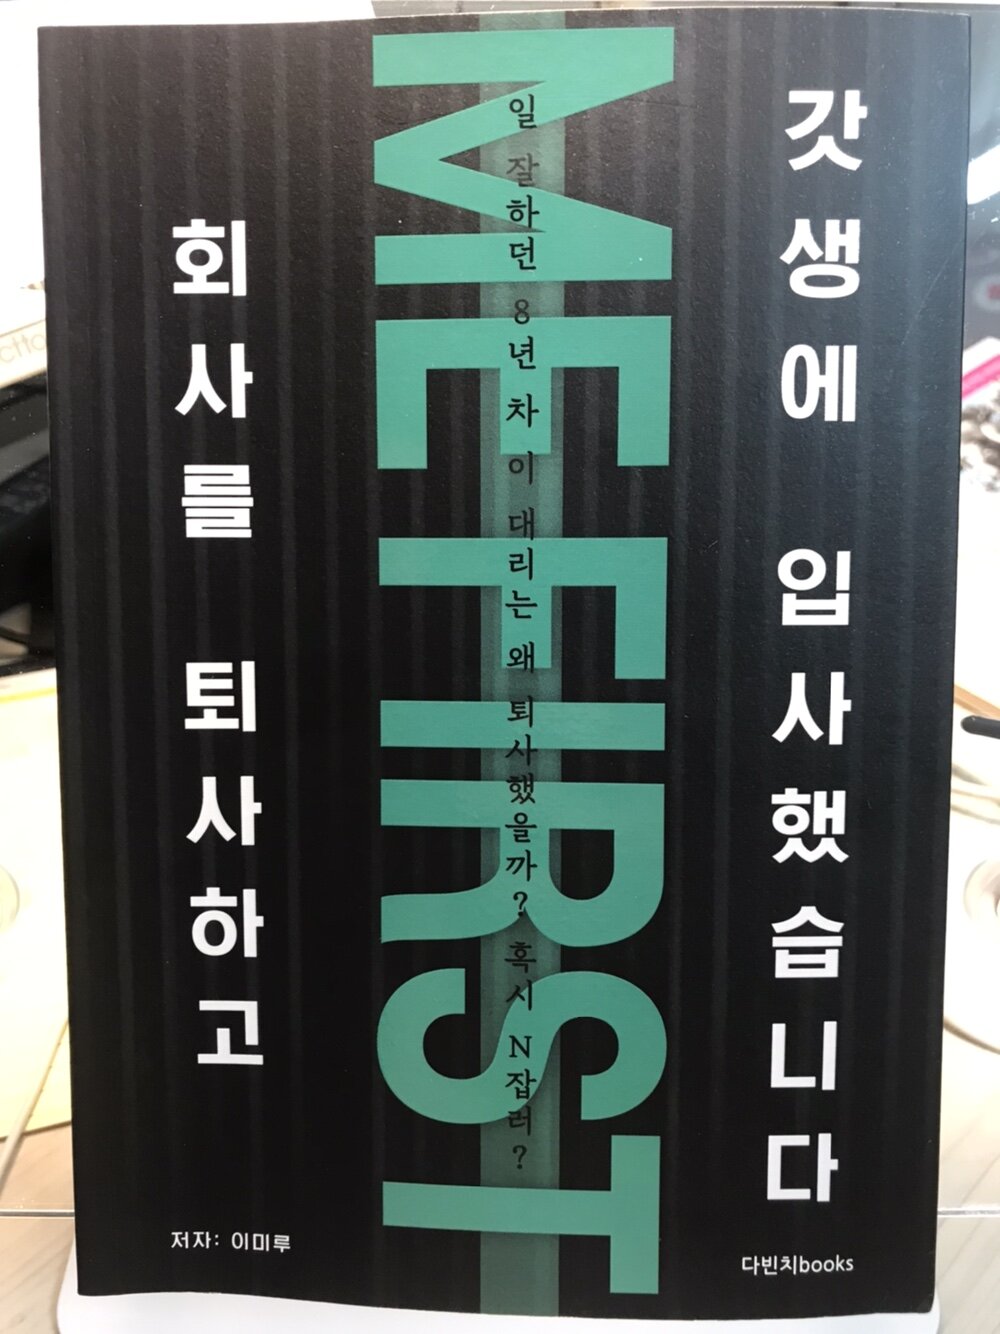 회사를 퇴사하고
ME FIRST
일 잘하던 8년 차 이 대리는 왜 퇴사했을까? 혹시 N잡러?
갓생에 입사했습니다
저자: 이미루
다빈치books